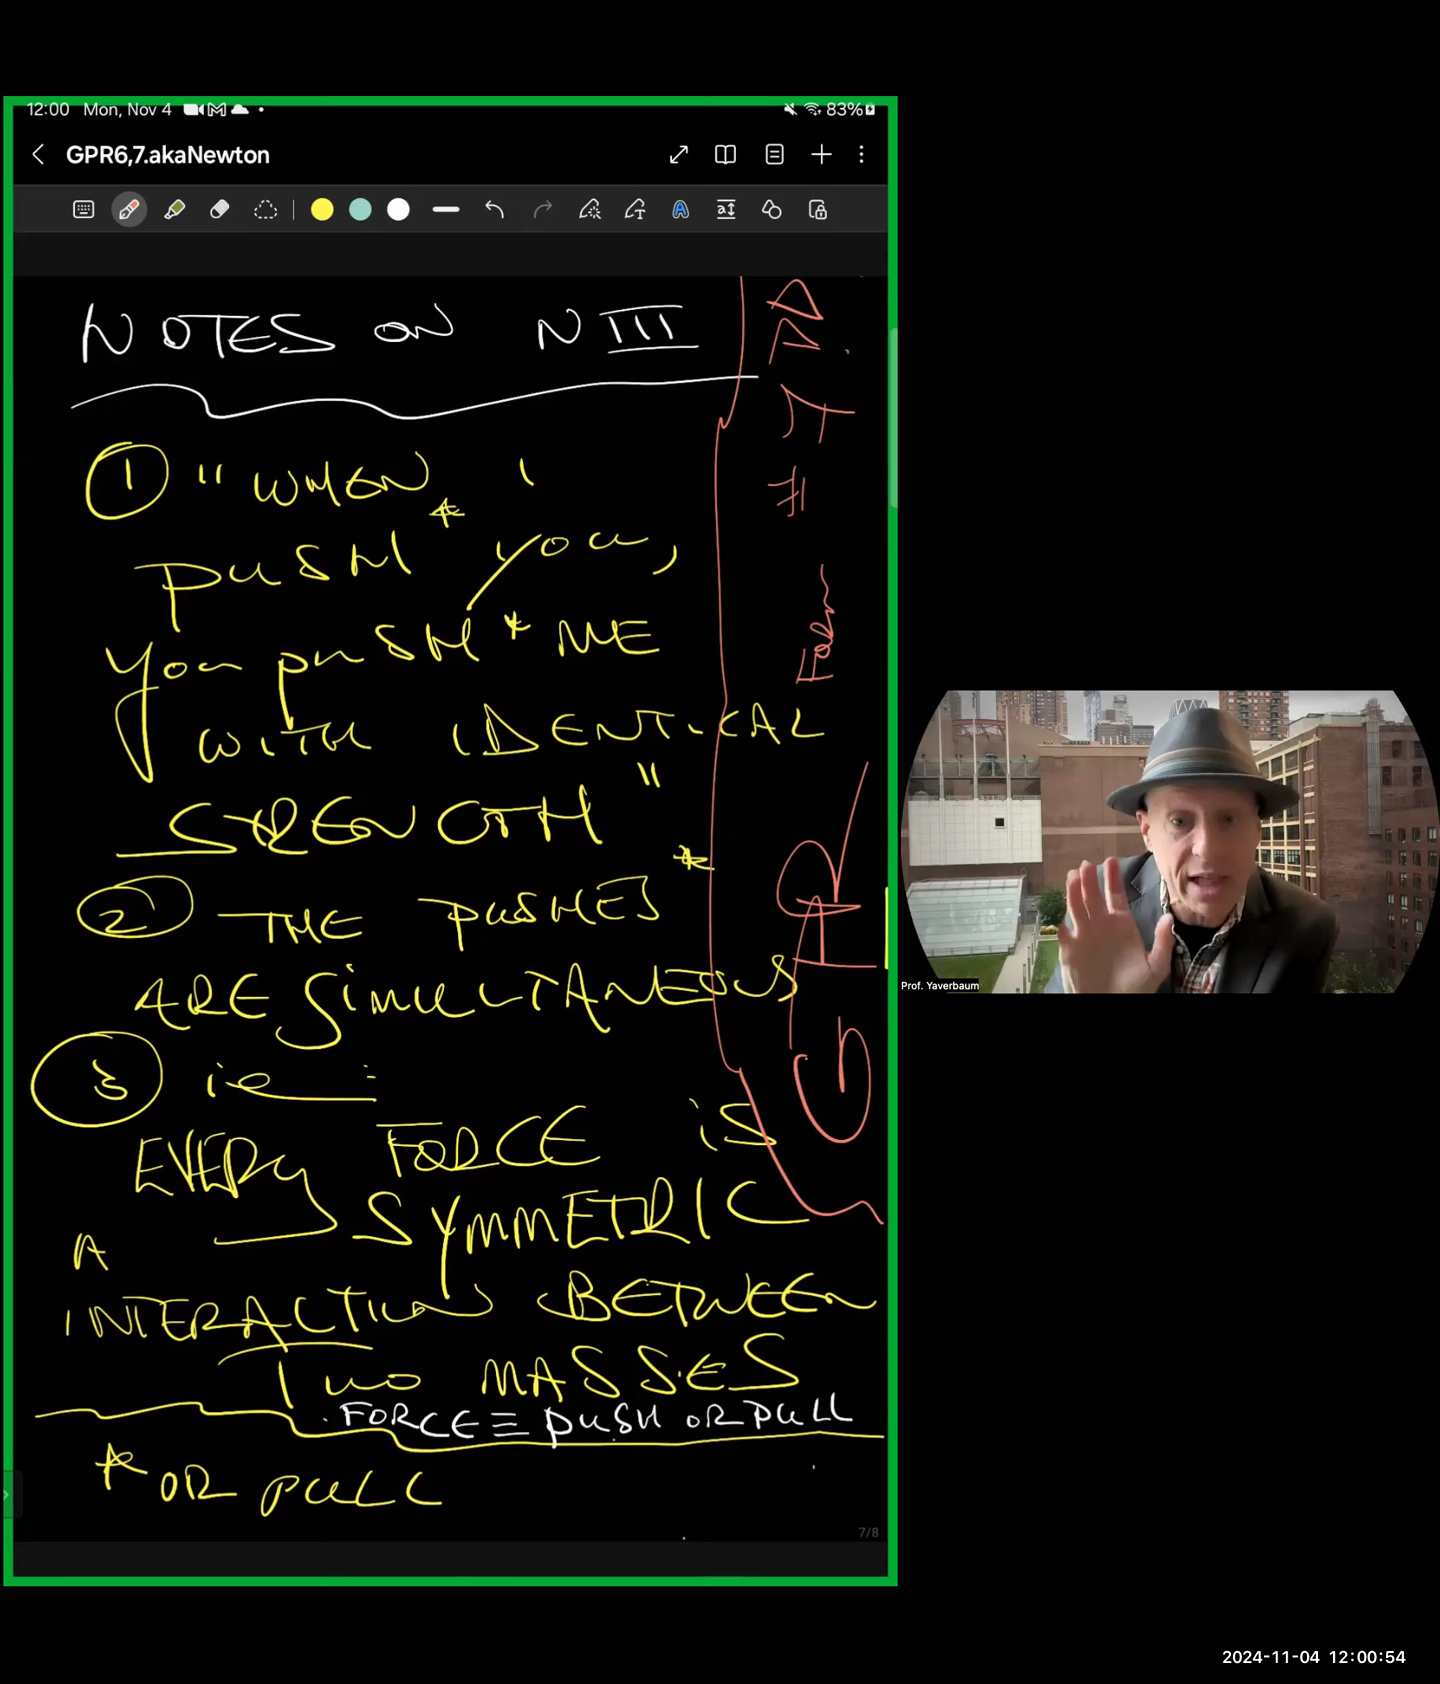 12:00 Mon, Nov 4 83%
GPR6,7.akaNewton
NOTES ON NIII
① "WHEN I
PUSH* YOU,
YOU PUSH* ME
WITH IDENTICAL
STRENGTH"
② THE PUSHES*
ARE SIMULTANEOUS
③ ie:
EVERY FORCE IS
A SYMMETRIC
INTERACTION BETWEEN
TWO MASSES
FORCE ≡ PUSH OR PULL
* OR PULL
7/8
Prof. Yaverbaum
2024-11-04 12:00:54